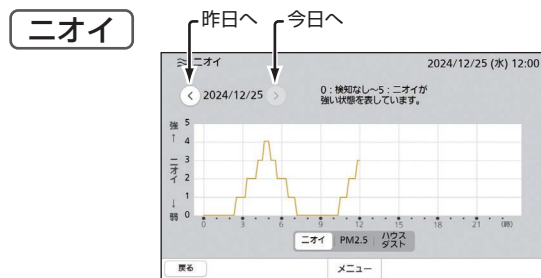 ニオイ
昨日へ 今日へ
ニオイ 2024/12/25 (水) 12:00
< 2024/12/25 >
0：検知なし～5：ニオイが
強い状態を表しています。
強 ↑ ニオイ ↓ 弱
5
4
3
2
1
0
0 3 6 9 12 15 18 21 0(時)
ニオイ PM2.5 ハウス
ダスト
戻る メニュー